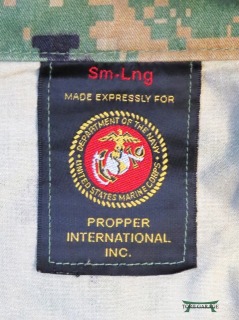 Sm-Lng
MADE EXPRESSLY FOR
DEPARTMENT OF THE NAVY
UNITED STATES MARINE CORPS
PROPPER
INTERNATIONAL
INC.